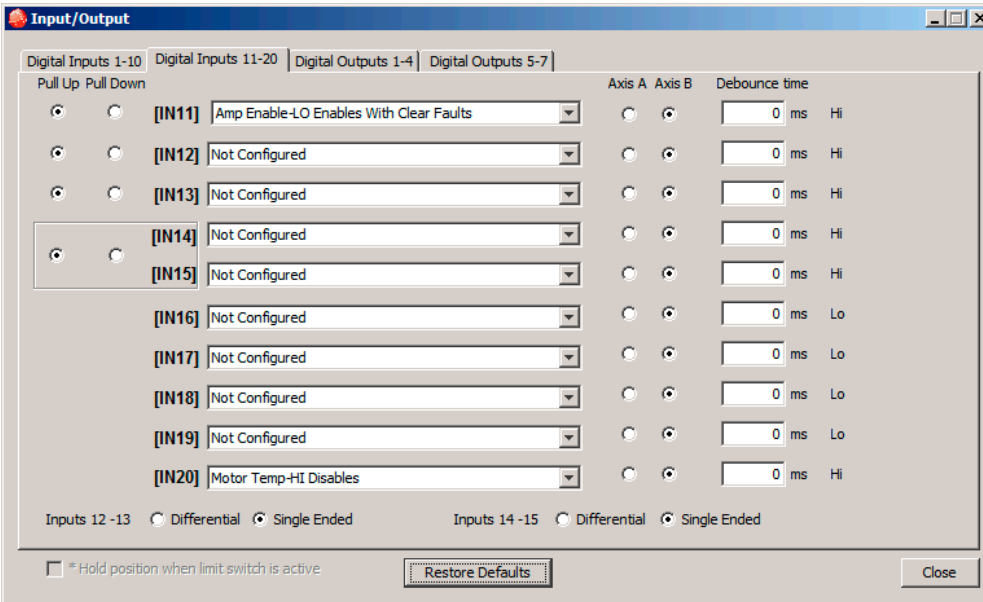 Input/Output
Digital Inputs 1-10 Digital Inputs 11-20 Digital Outputs 1-4 Digital Outputs 5-7
Pull Up Pull Down Axis A Axis B Debounce time
[IN11] Amp Enable-LO Enables With Clear Faults 0 ms Hi
[IN12] Not Configured 0 ms Hi
[IN13] Not Configured 0 ms Hi
[IN14] Not Configured 0 ms Hi
[IN15] Not Configured 0 ms Hi
[IN16] Not Configured 0 ms Lo
[IN17] Not Configured 0 ms Lo
[IN18] Not Configured 0 ms Lo
[IN19] Not Configured 0 ms Lo
[IN20] Motor Temp-HI Disables 0 ms Hi
Inputs 12 -13 Differential Single Ended Inputs 14 -15 Differential Single Ended
* Hold position when limit switch is active Restore Defaults Close